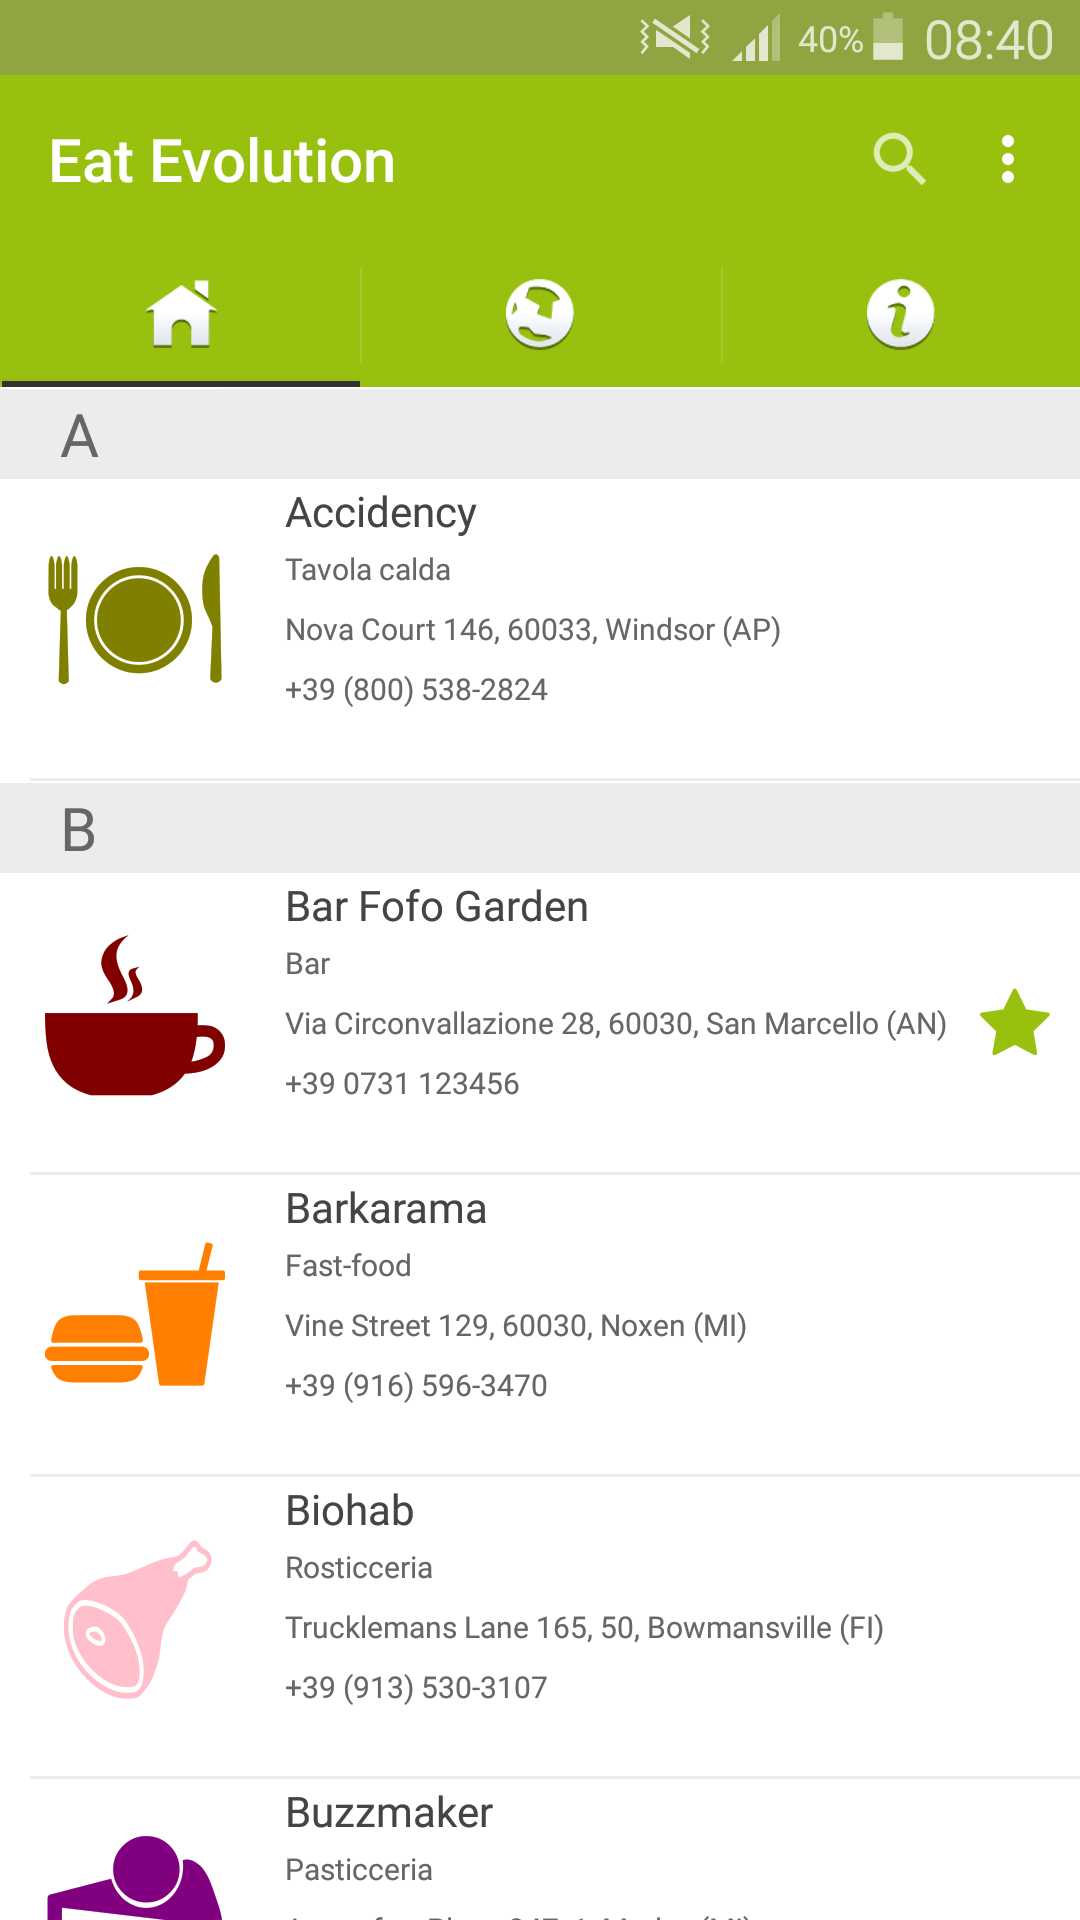 40% 08:40
Eat Evolution
A
Accidency
Tavola calda
Nova Court 146, 60033, Windsor (AP)
+39 (800) 538-2824
B
Bar Fofo Garden
Bar
Via Circonvallazione 28, 60030, San Marcello (AN)
+39 0731 123456
Barkarama
Fast-food
Vine Street 129, 60030, Noxen (MI)
+39 (916) 596-3470
Biohab
Rosticceria
Trucklemans Lane 165, 50, Bowmansville (FI)
+39 (913) 530-3107
Buzzmaker
Pasticceria